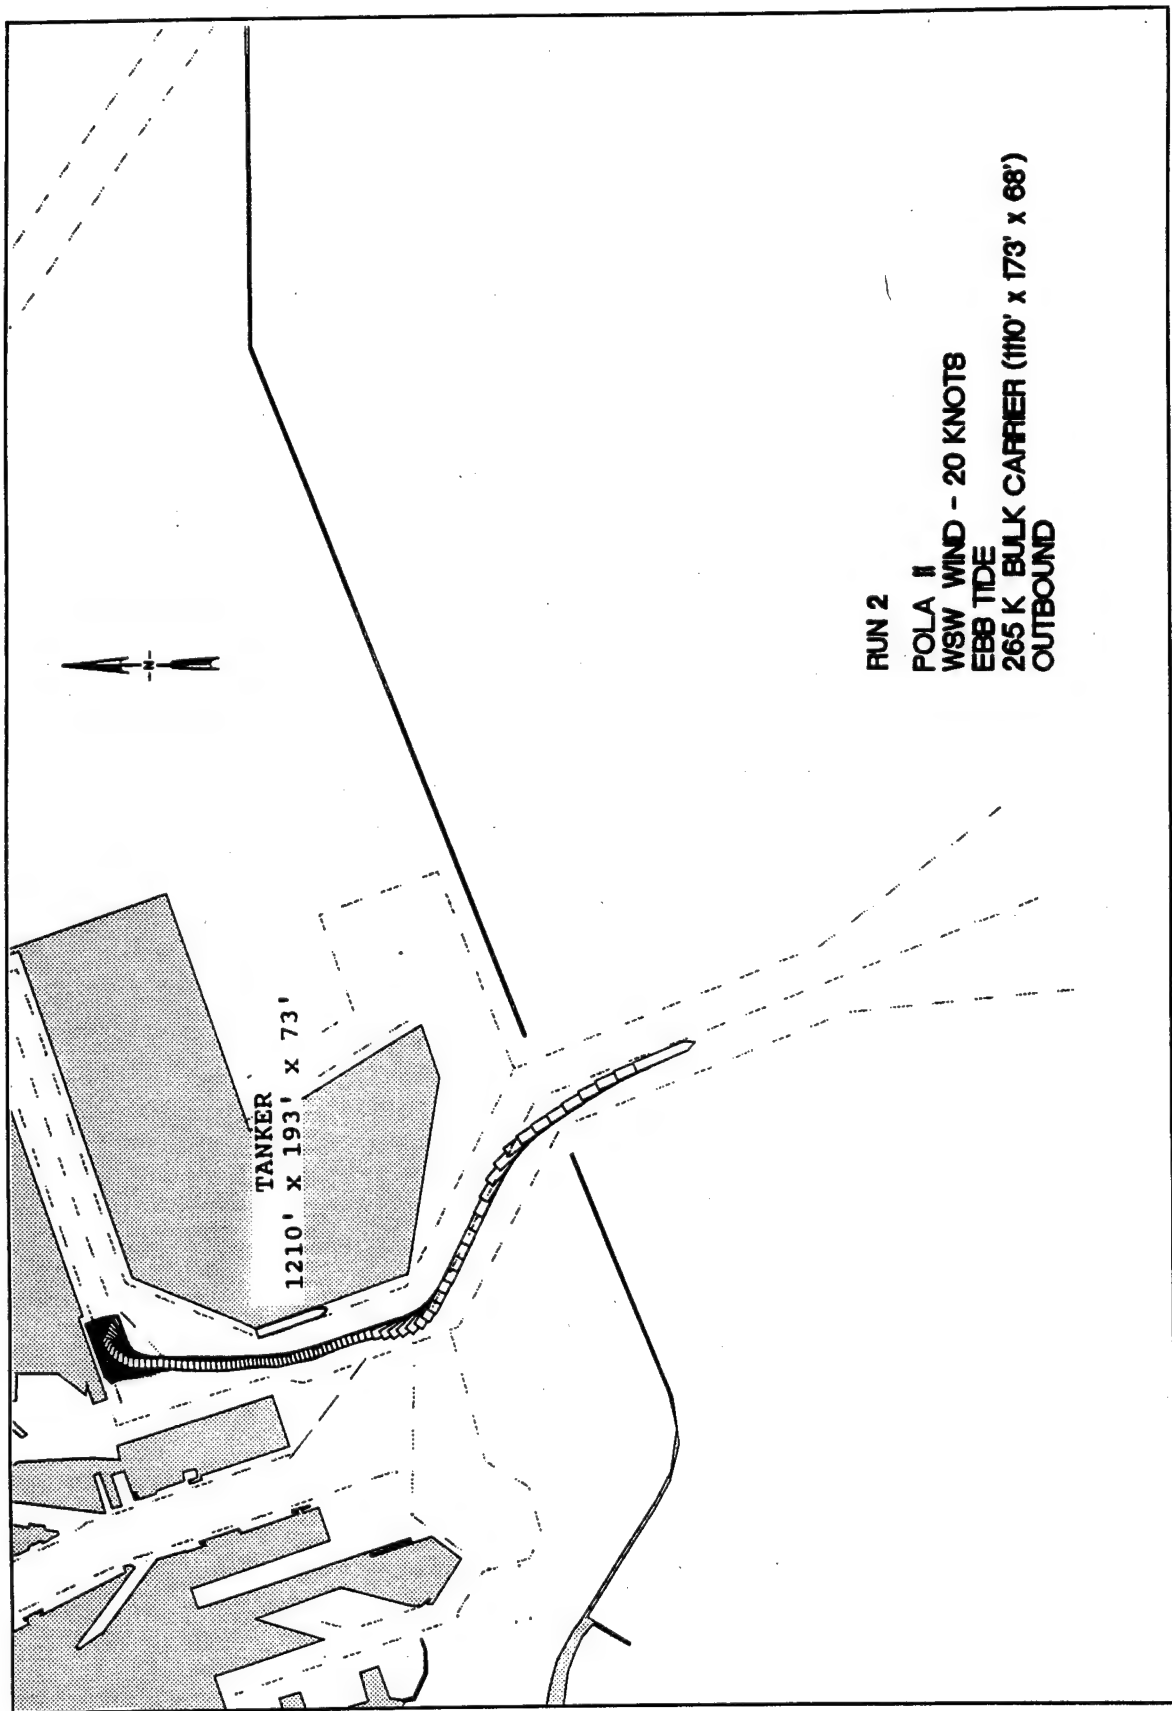 -N-
TANKER
1210' x 193' x 73'
RUN 2
POLA II
WSW WIND - 20 KNOTS
EBB TIDE
265 K BULK CARRIER (1110' x 173' x 68')
OUTBOUND